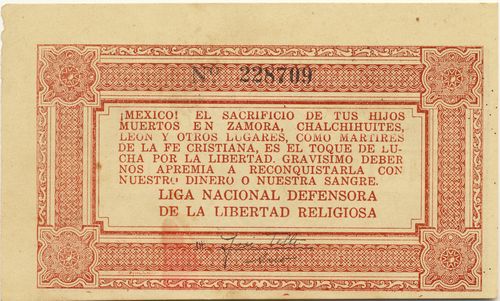 Nº 228709
¡MEXICO! EL SACRIFICIO DE TUS HIJOS
MUERTOS EN ZAMORA, CHALCHIHUITES,
LEON Y OTROS LUGARES, COMO MARTIRES
DE LA FE CRISTIANA, ES EL TOQUE DE LU-
CHA POR LA LIBERTAD. GRAVISIMO DEBER
NOS APREMIA A RECONQUISTARLA CON
NUESTRO DINERO O NUESTRA SANGRE.
LIGA NACIONAL DEFENSORA
DE LA LIBERTAD RELIGIOSA